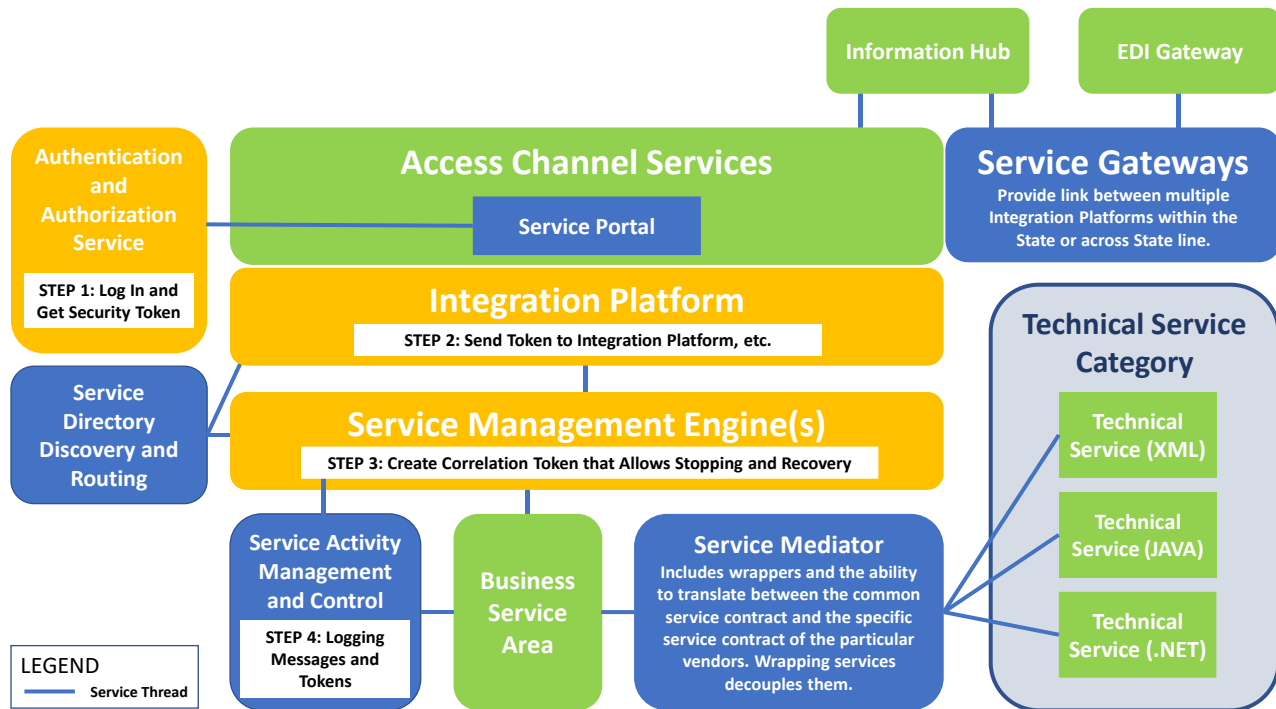 Information Hub
EDI Gateway
Authentication
and
Authorization
Service
STEP 1: Log In and
Get Security Token
Access Channel Services
Service Portal
Service Gateways
Provide link between multiple
Integration Platforms within the
State or across State line.
Integration Platform
STEP 2: Send Token to Integration Platform, etc.
Service
Directory
Discovery and
Routing
Service Management Engine(s)
STEP 3: Create Correlation Token that Allows Stopping and Recovery
Technical Service
Category
Technical
Service (XML)
Technical
Service (JAVA)
Technical
Service (.NET)
Service Activity
Management
and Control
STEP 4: Logging
Messages and
Tokens
Business
Service
Area
Service Mediator
Includes wrappers and the ability
to translate between the common
service contract and the specific
service contract of the particular
vendors. Wrapping services
decouples them.
LEGEND
Service Thread